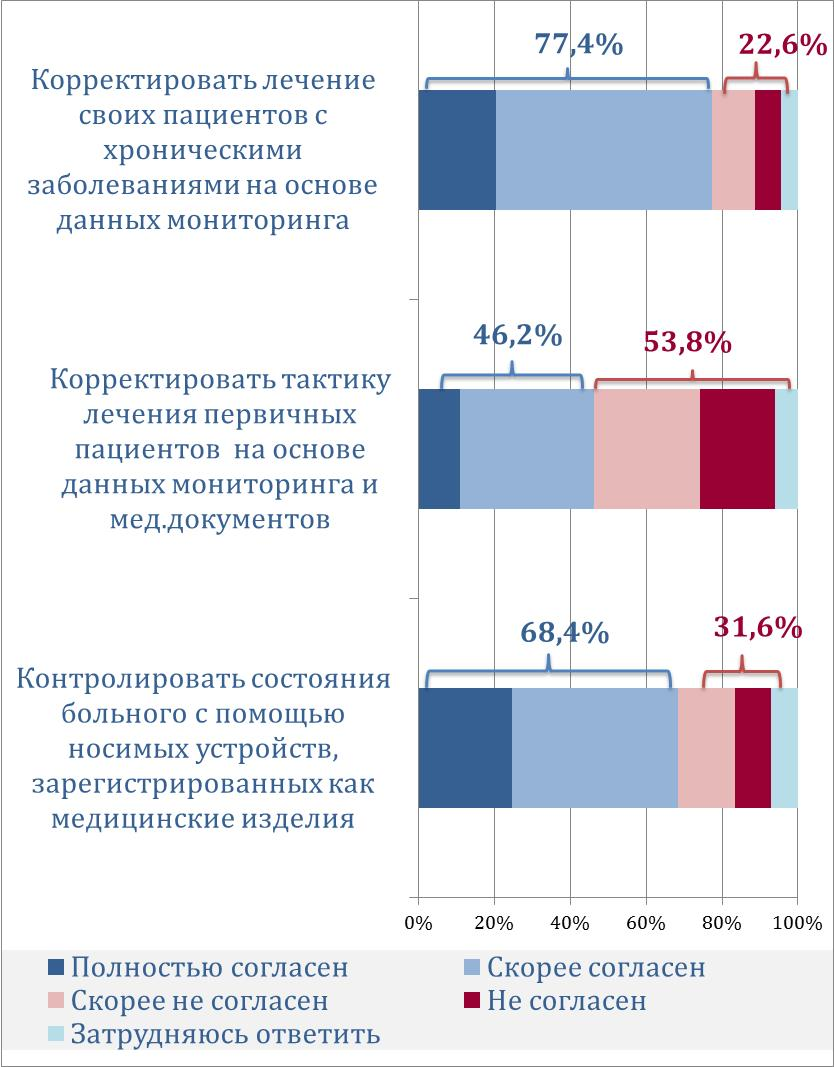 77,4%
22,6%
Корректировать лечение
своих пациентов с
хроническими
заболеваниями на основе
данных мониторинга
46,2%
53,8%
Корректировать тактику
лечения первичных
пациентов на основе
данных мониторинга и
мед.документов
68,4%
31,6%
Контролировать состояния
больного с помощью
носимых устройств,
зарегистрированных как
медицинские изделия
0% 20% 40% 60% 80% 100%
Полностью согласен
Скорее согласен
Скорее не согласен
Не согласен
Затрудняюсь ответить